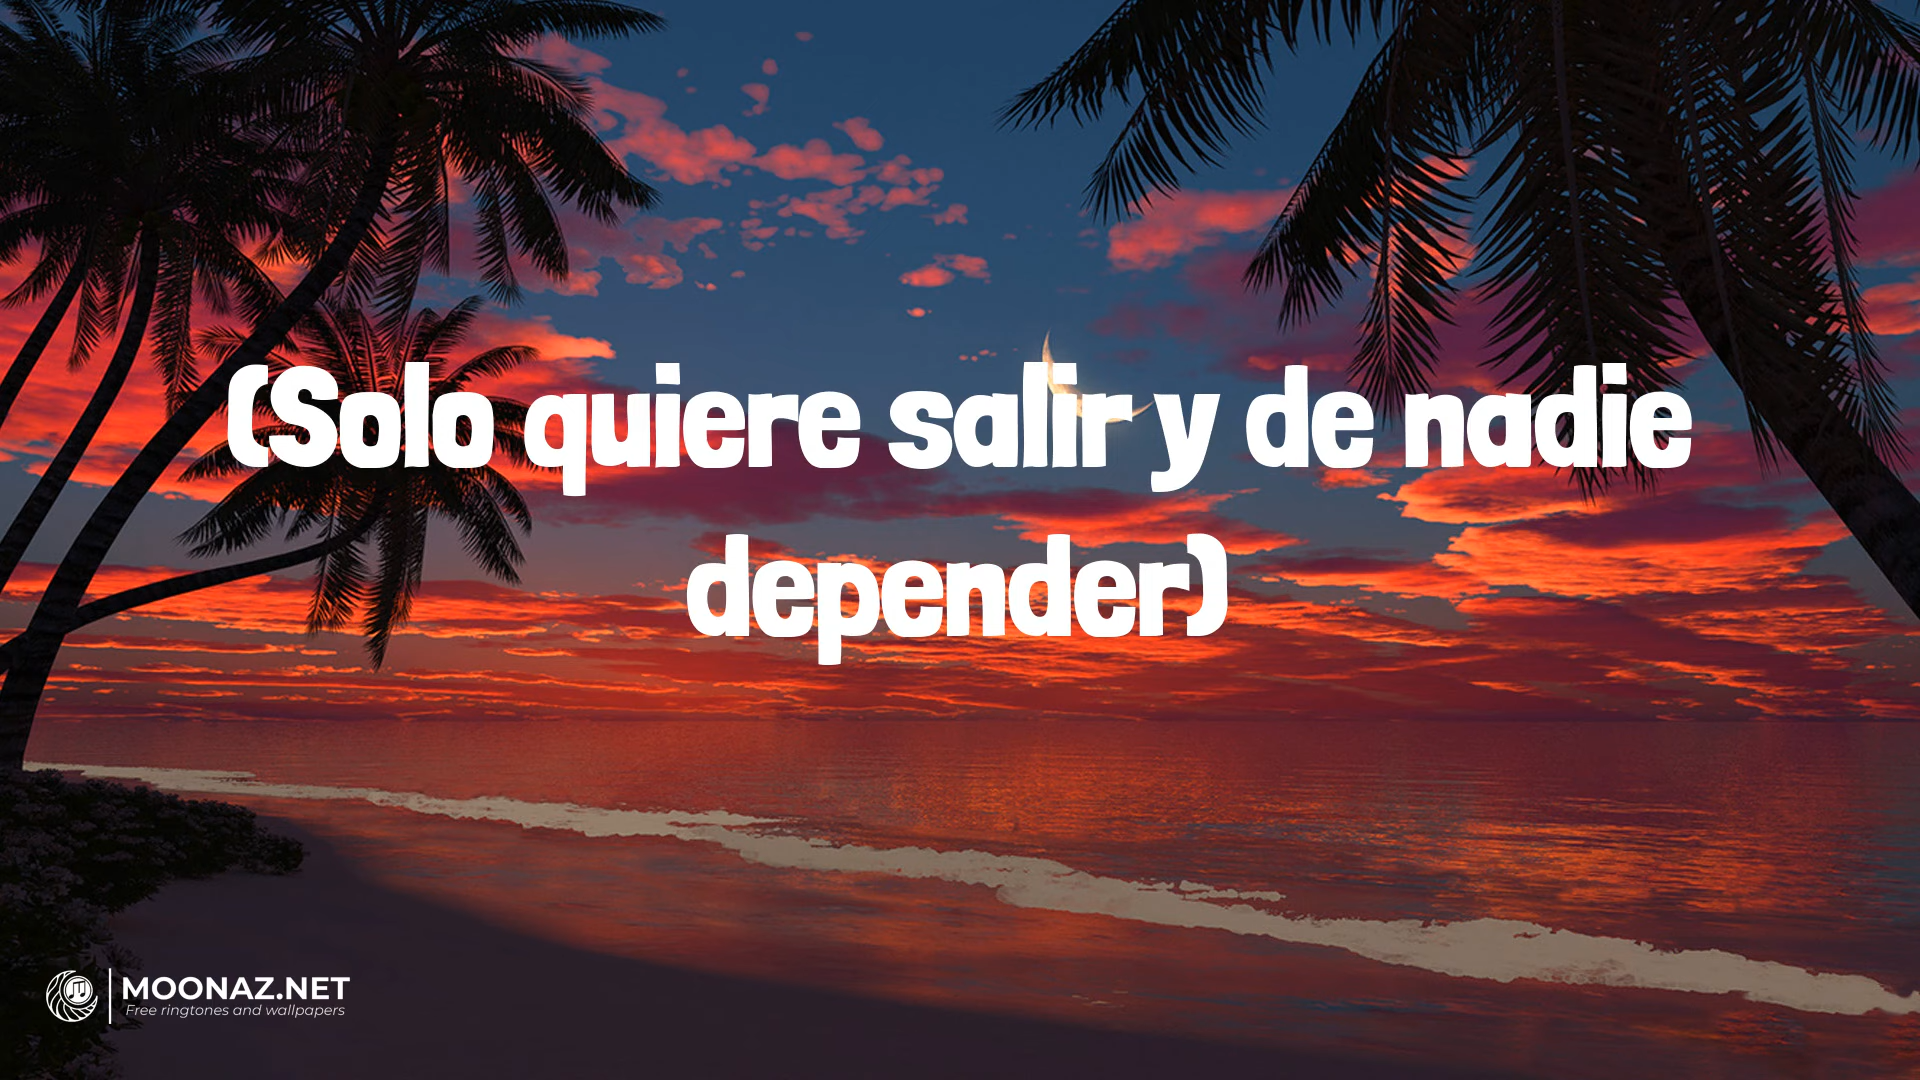 (Solo quiere salir y de nadie
depender)
MOONAZ.NET
Free ringtones and wallpapers